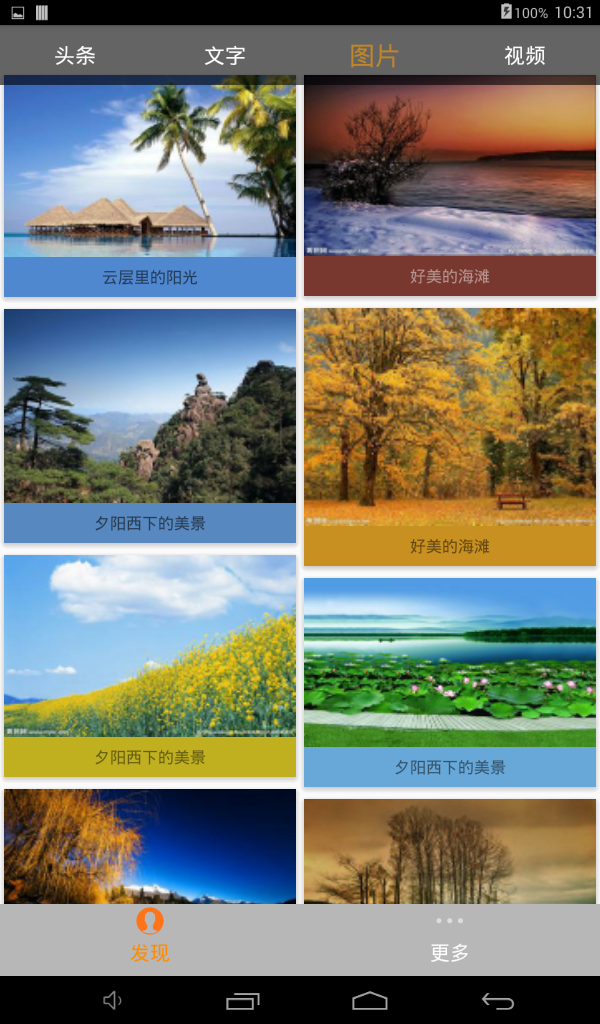 100% 10:31
头条 文字 图片 视频
云层里的阳光
好美的海滩
夕阳西下的美景
好美的海滩
夕阳西下的美景
夕阳西下的美景
发现 更多